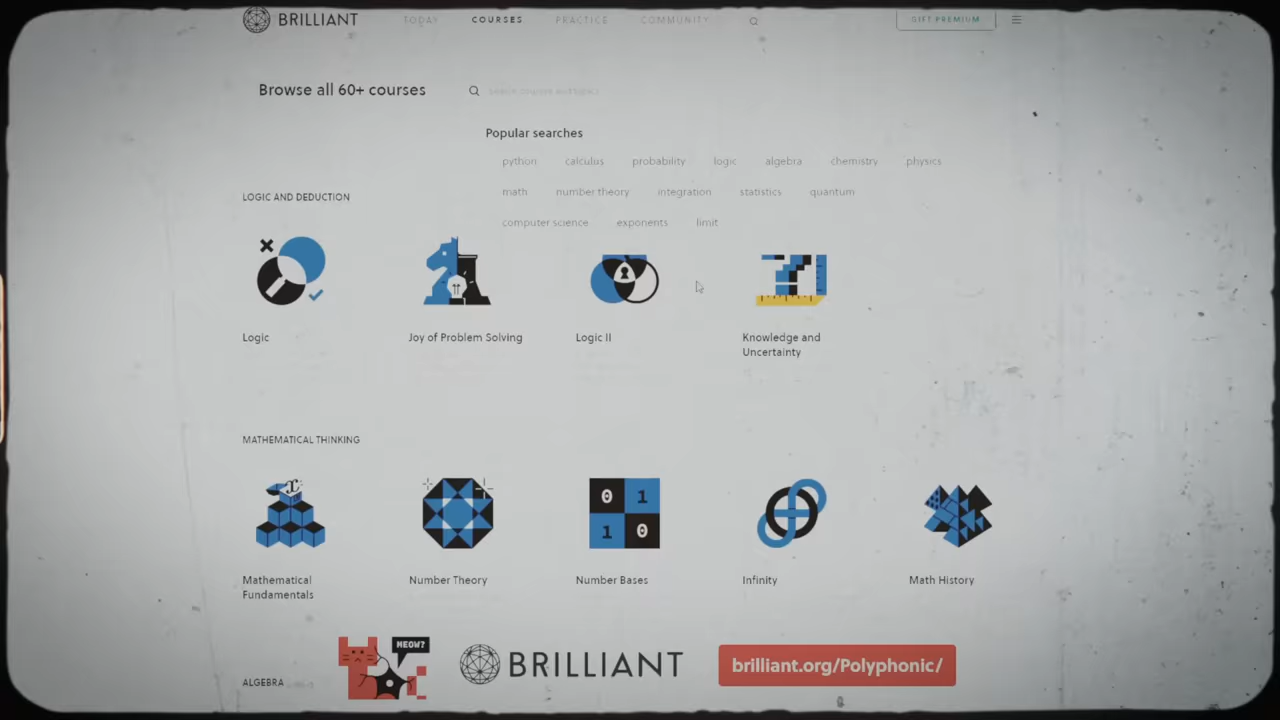 BRILLIANT
TODAY COURSES PRACTICE COMMUNITY
GIFT PREMIUM
Browse all 60+ courses
Popular searches
python calculus probability logic algebra chemistry physics
math number theory integration statistics quantum
computer science exponents limit
LOGIC AND DEDUCTION
Logic
Joy of Problem Solving
Logic II
Knowledge and
Uncertainty
MATHEMATICAL THINKING
0 1
1 0
Mathematical
Fundamentals
Number Theory
Number Bases
Infinity
Math History
ALGEBRA
MEOW?
BRILLIANT
brilliant.org/Polyphonic/